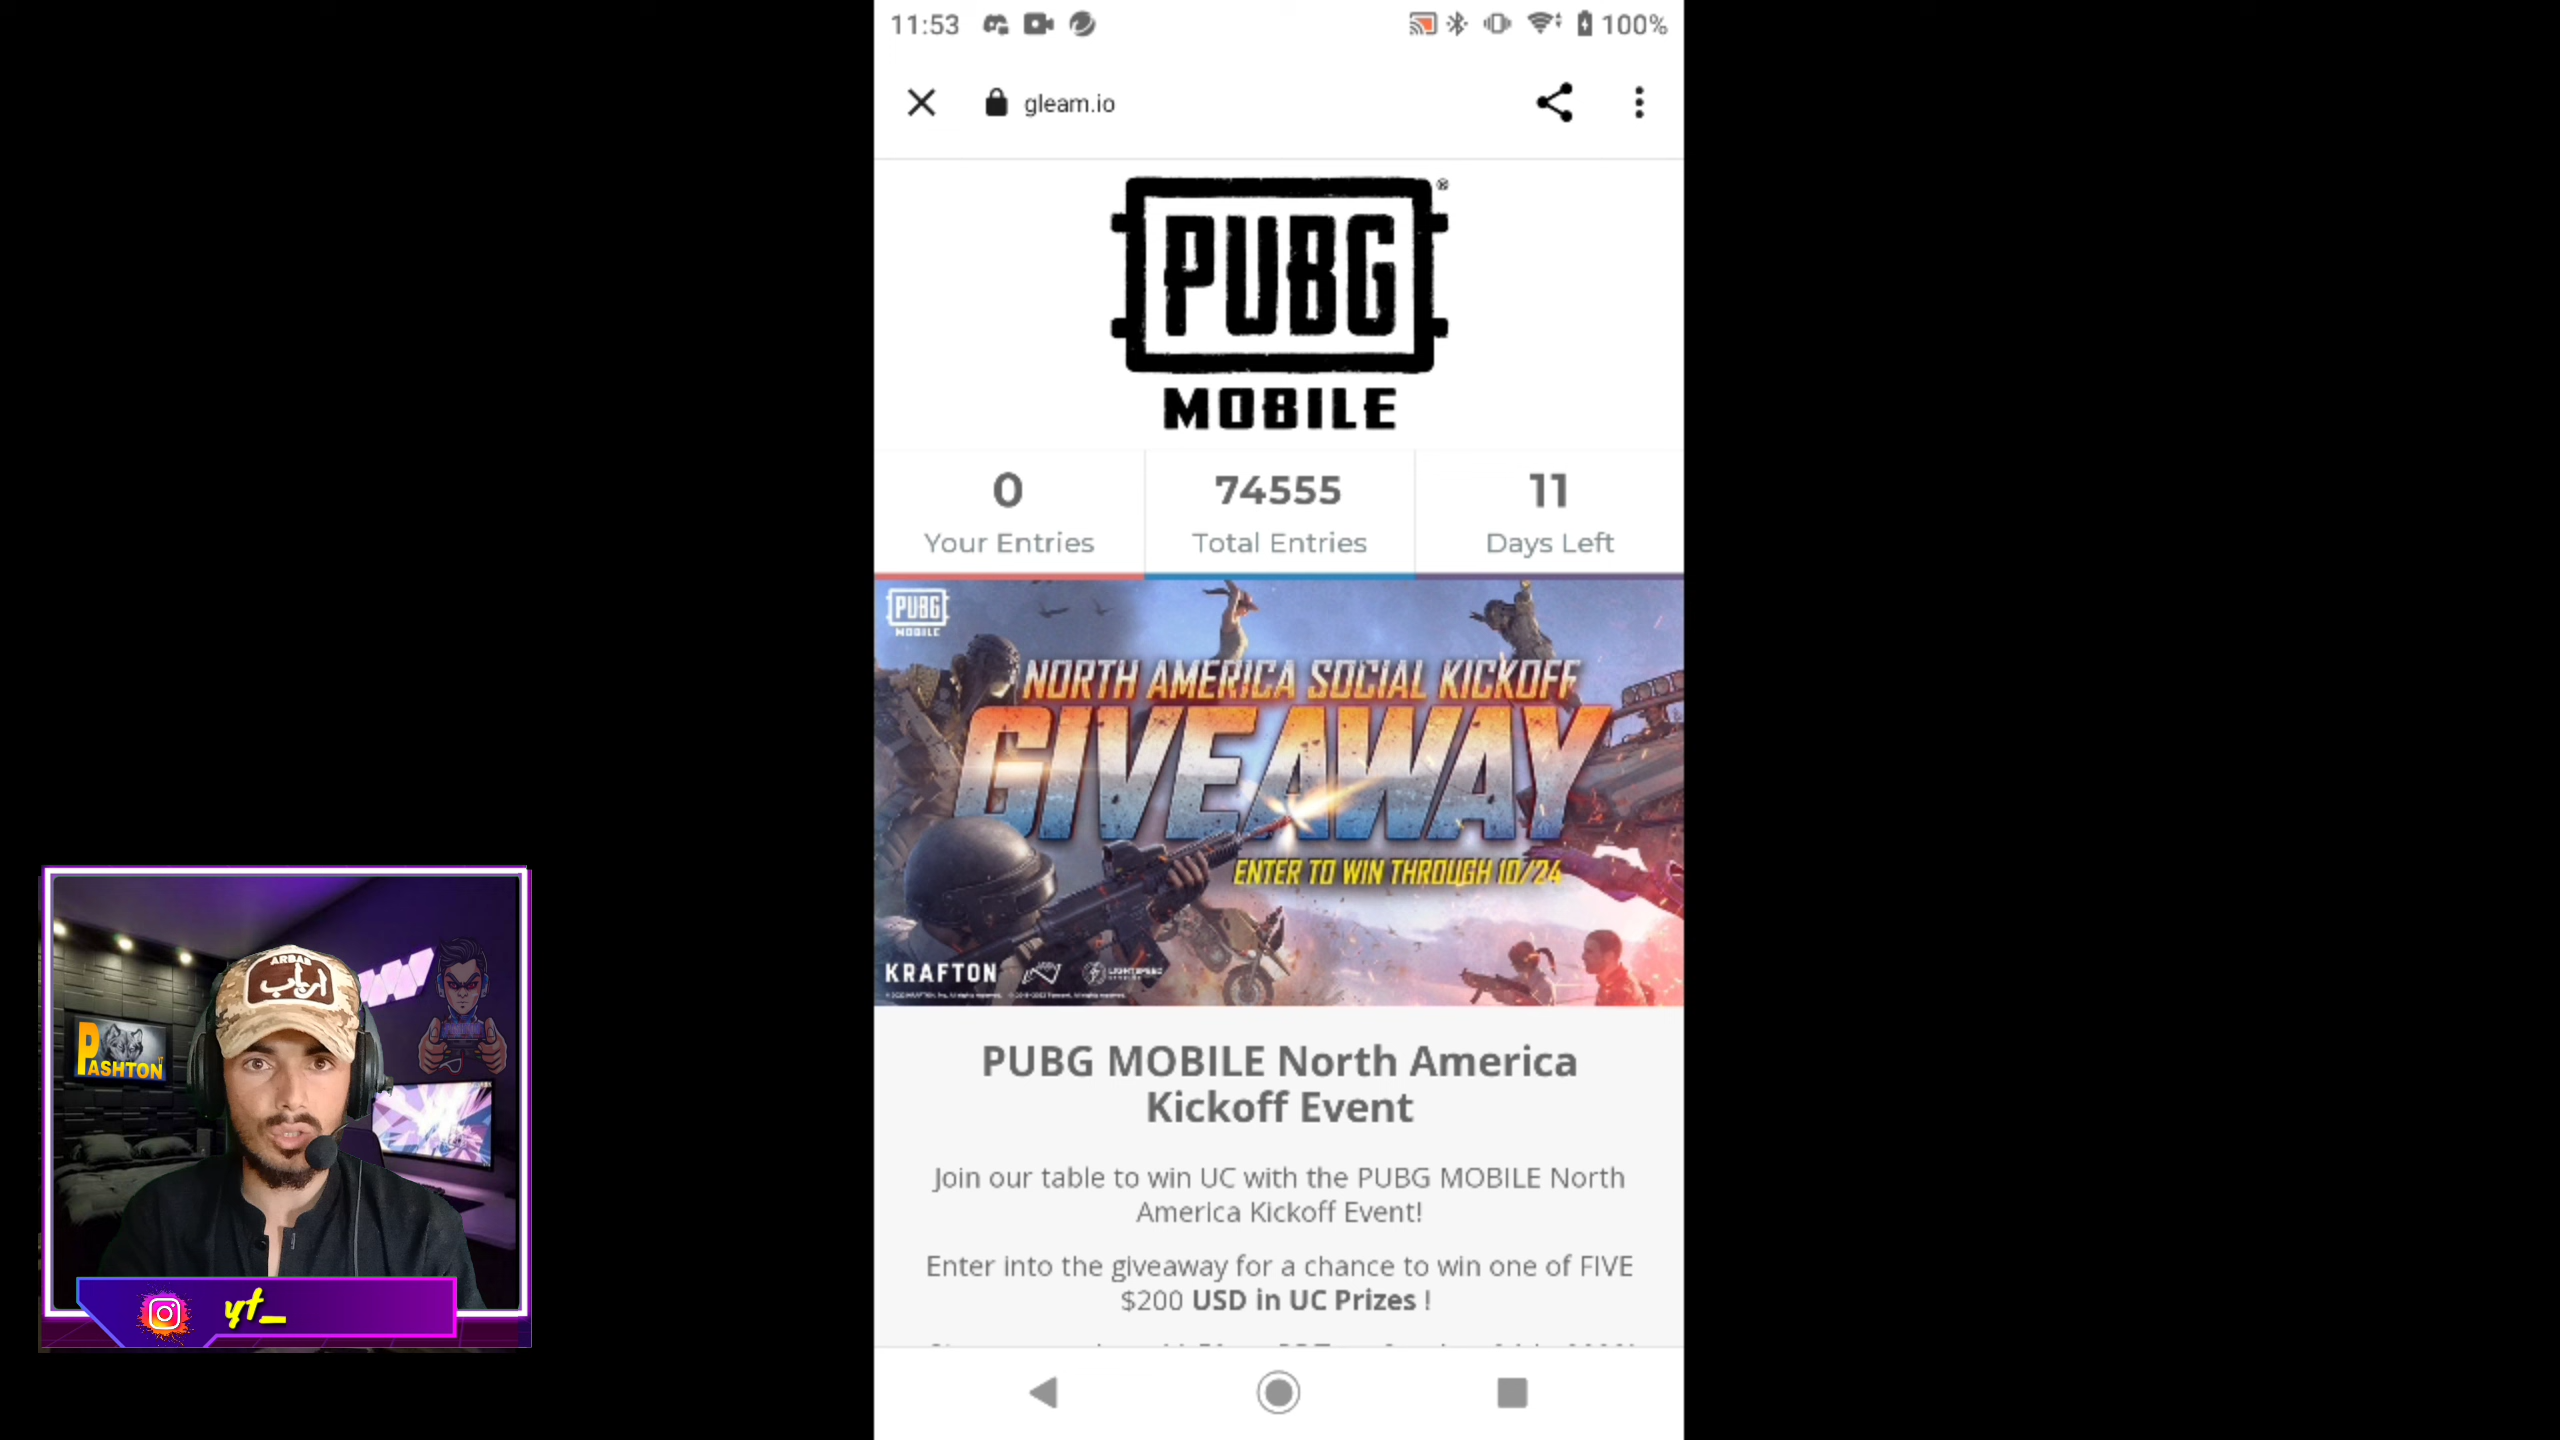 11:53
100%
gleam.io
PUBG
MOBILE
0
74555
11
Your Entries
Total Entries
Days Left
PUBG
MOBILE
NORTH AMERICA SOCIAL KICKOFF
GIVEAWAY
ENTER TO WIN THROUGH 10/24
KRAFTON
LIGHTSPEED
PUBG MOBILE North America
Kickoff Event
Join our table to win UC with the PUBG MOBILE North
America Kickoff Event!
Enter into the giveaway for a chance to win one of FIVE
$200 USD in UC Prizes !
ARBAB
ارباب
PASHTON
yt_